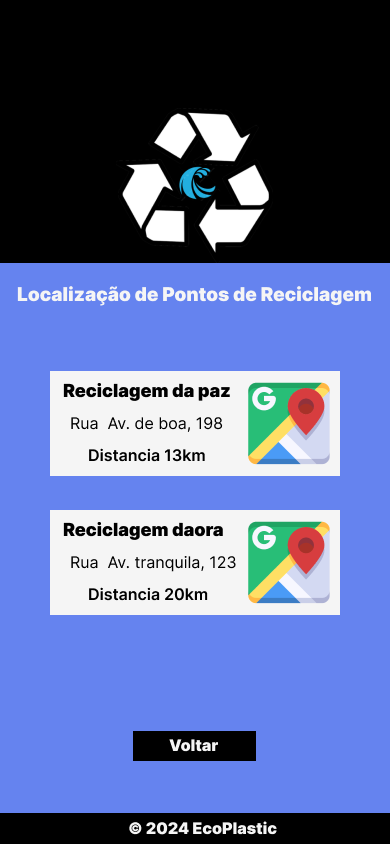 Localização de Pontos de Reciclagem
Reciclagem da paz
Rua  Av. de boa, 198
Distancia 13km
G
Reciclagem daora
Rua  Av. tranquila, 123
Distancia 20km
G
Voltar
© 2024 EcoPlastic